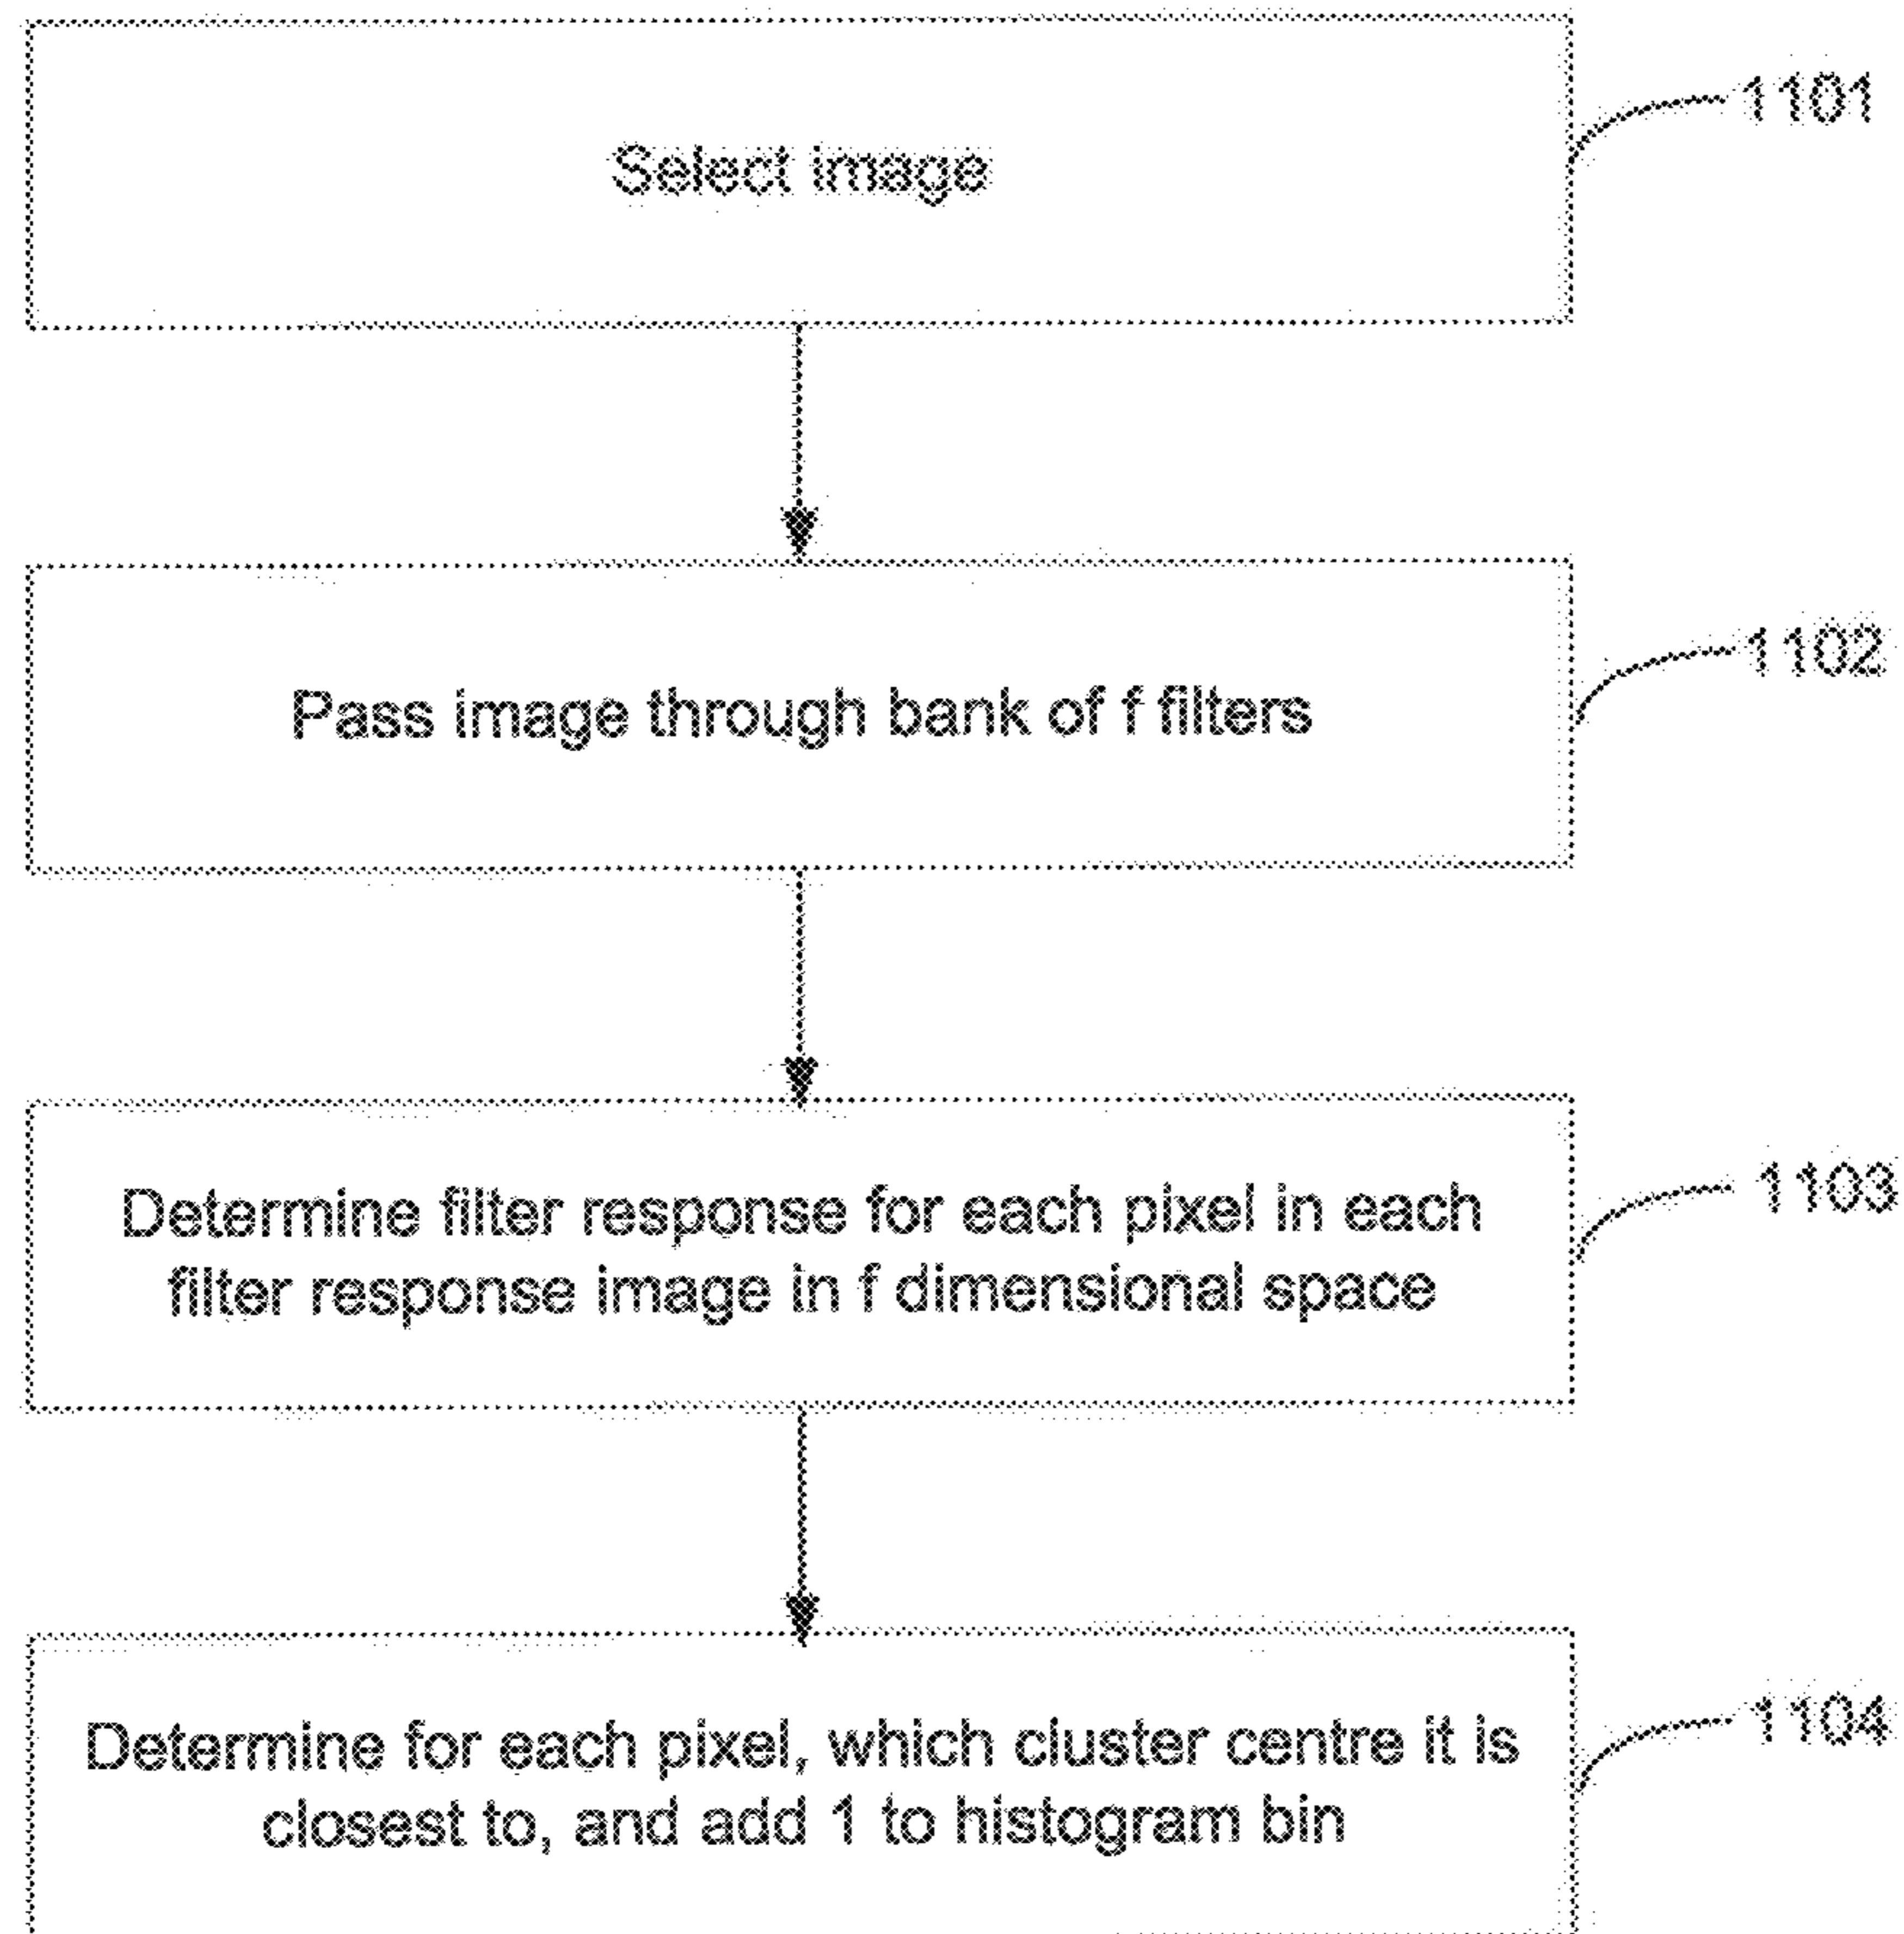 Select image
1101
Pass image through bank of f filters
1102
Determine filter response for each pixel in each
filter response image in f dimensional space
1103
Determine for each pixel, which cluster centre it is
closest to, and add 1 to histogram bin
1104